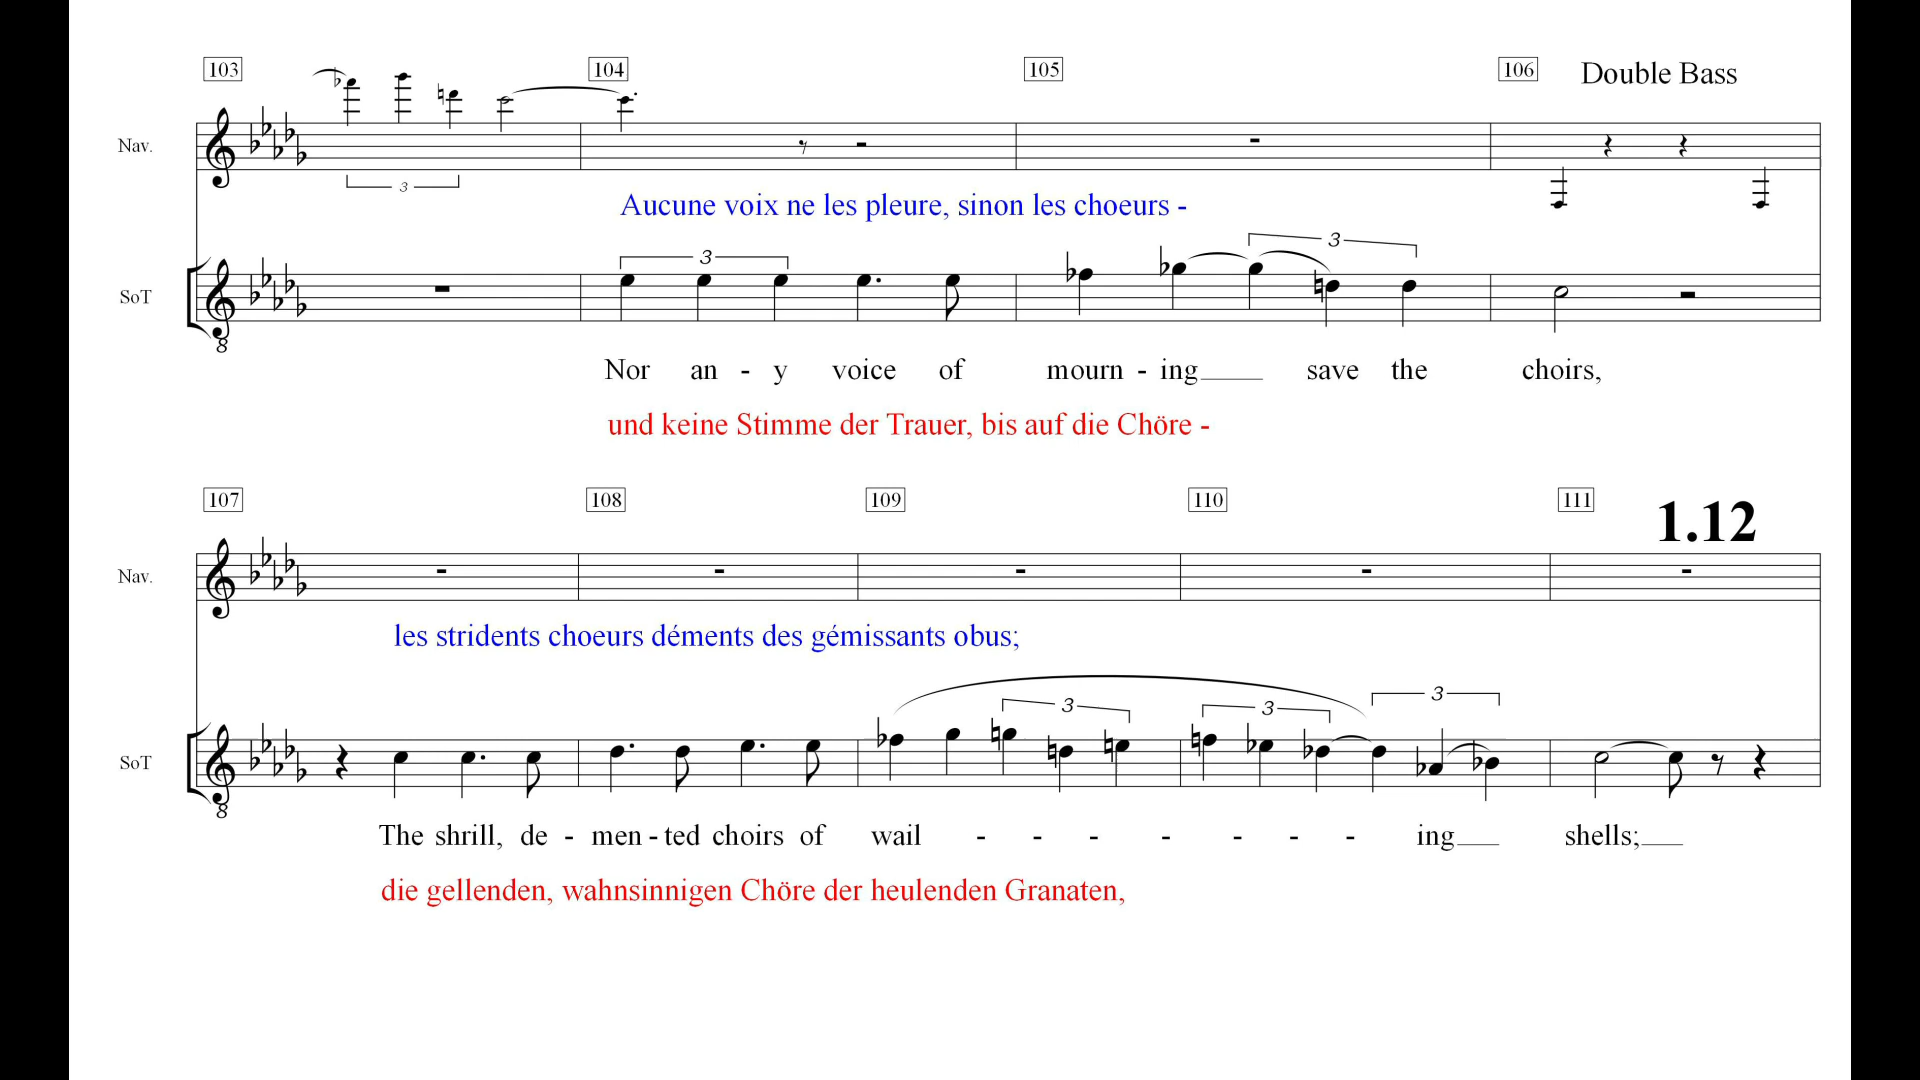 103 104 105 106 Double Bass
Nav.
3
Aucune voix ne les pleure, sinon les choeurs -
3 3
SoT
8
Nor an - y voice of mourn - ing save the choirs,
und keine Stimme der Trauer, bis auf die Chöre -
107 108 109 110 111 1.12
Nav.
les stridents choeurs déments des gémissants obus;
3 3 3
SoT
8
The shrill, de - men - ted choirs of wail - - - - - - - ing shells;
die gellenden, wahnsinnigen Chöre der heulenden Granaten,